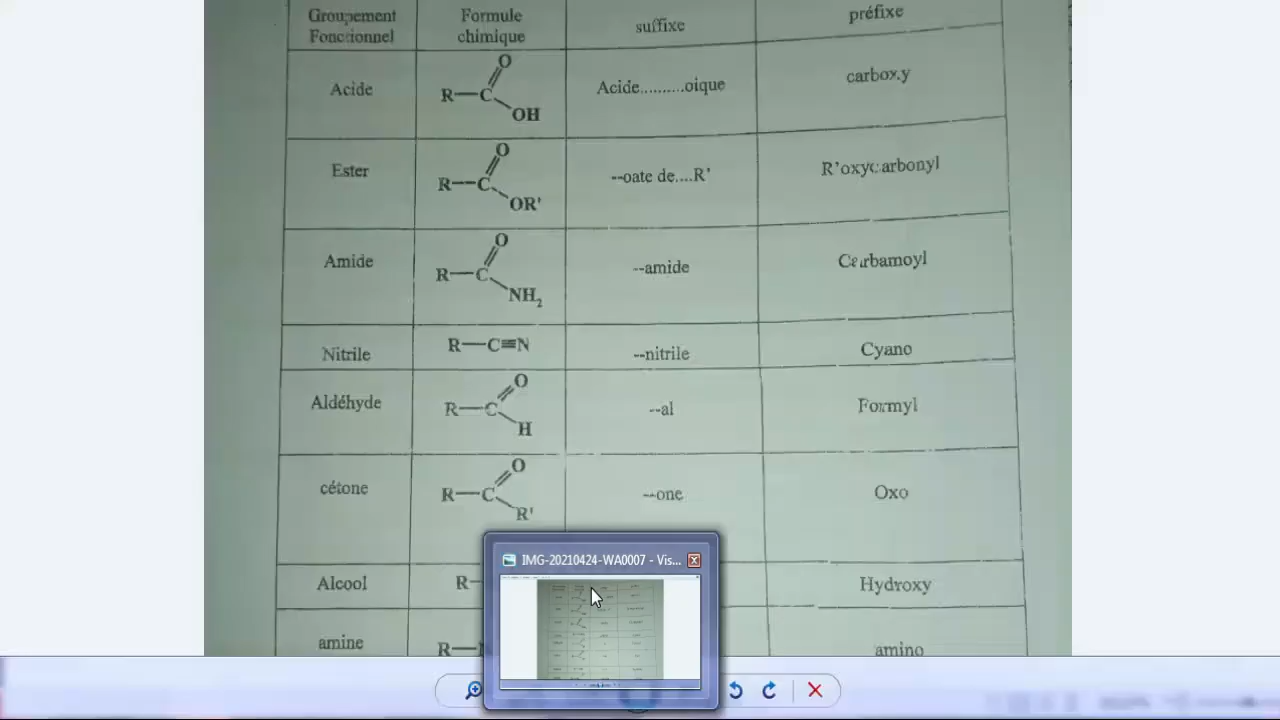 Groupement Fonctionnel
Formule chimique
suffixe
préfixe
Acide
R—C
O
OH
Acide..........oique
carboxy
Ester
R—C
O
OR'
--oate de....R'
R'oxycarbonyl
Amide
R—C
O
NH2
--amide
Carbamoyl
Nitrile
R—C≡N
--nitrile
Cyano
Aldéhyde
R—C
O
H
--al
Formyl
cétone
R—C
O
R'
--one
Oxo
Alcool
R—
Hydroxy
amine
R—
amino
IMG-20210424-WA0007 - Vis...